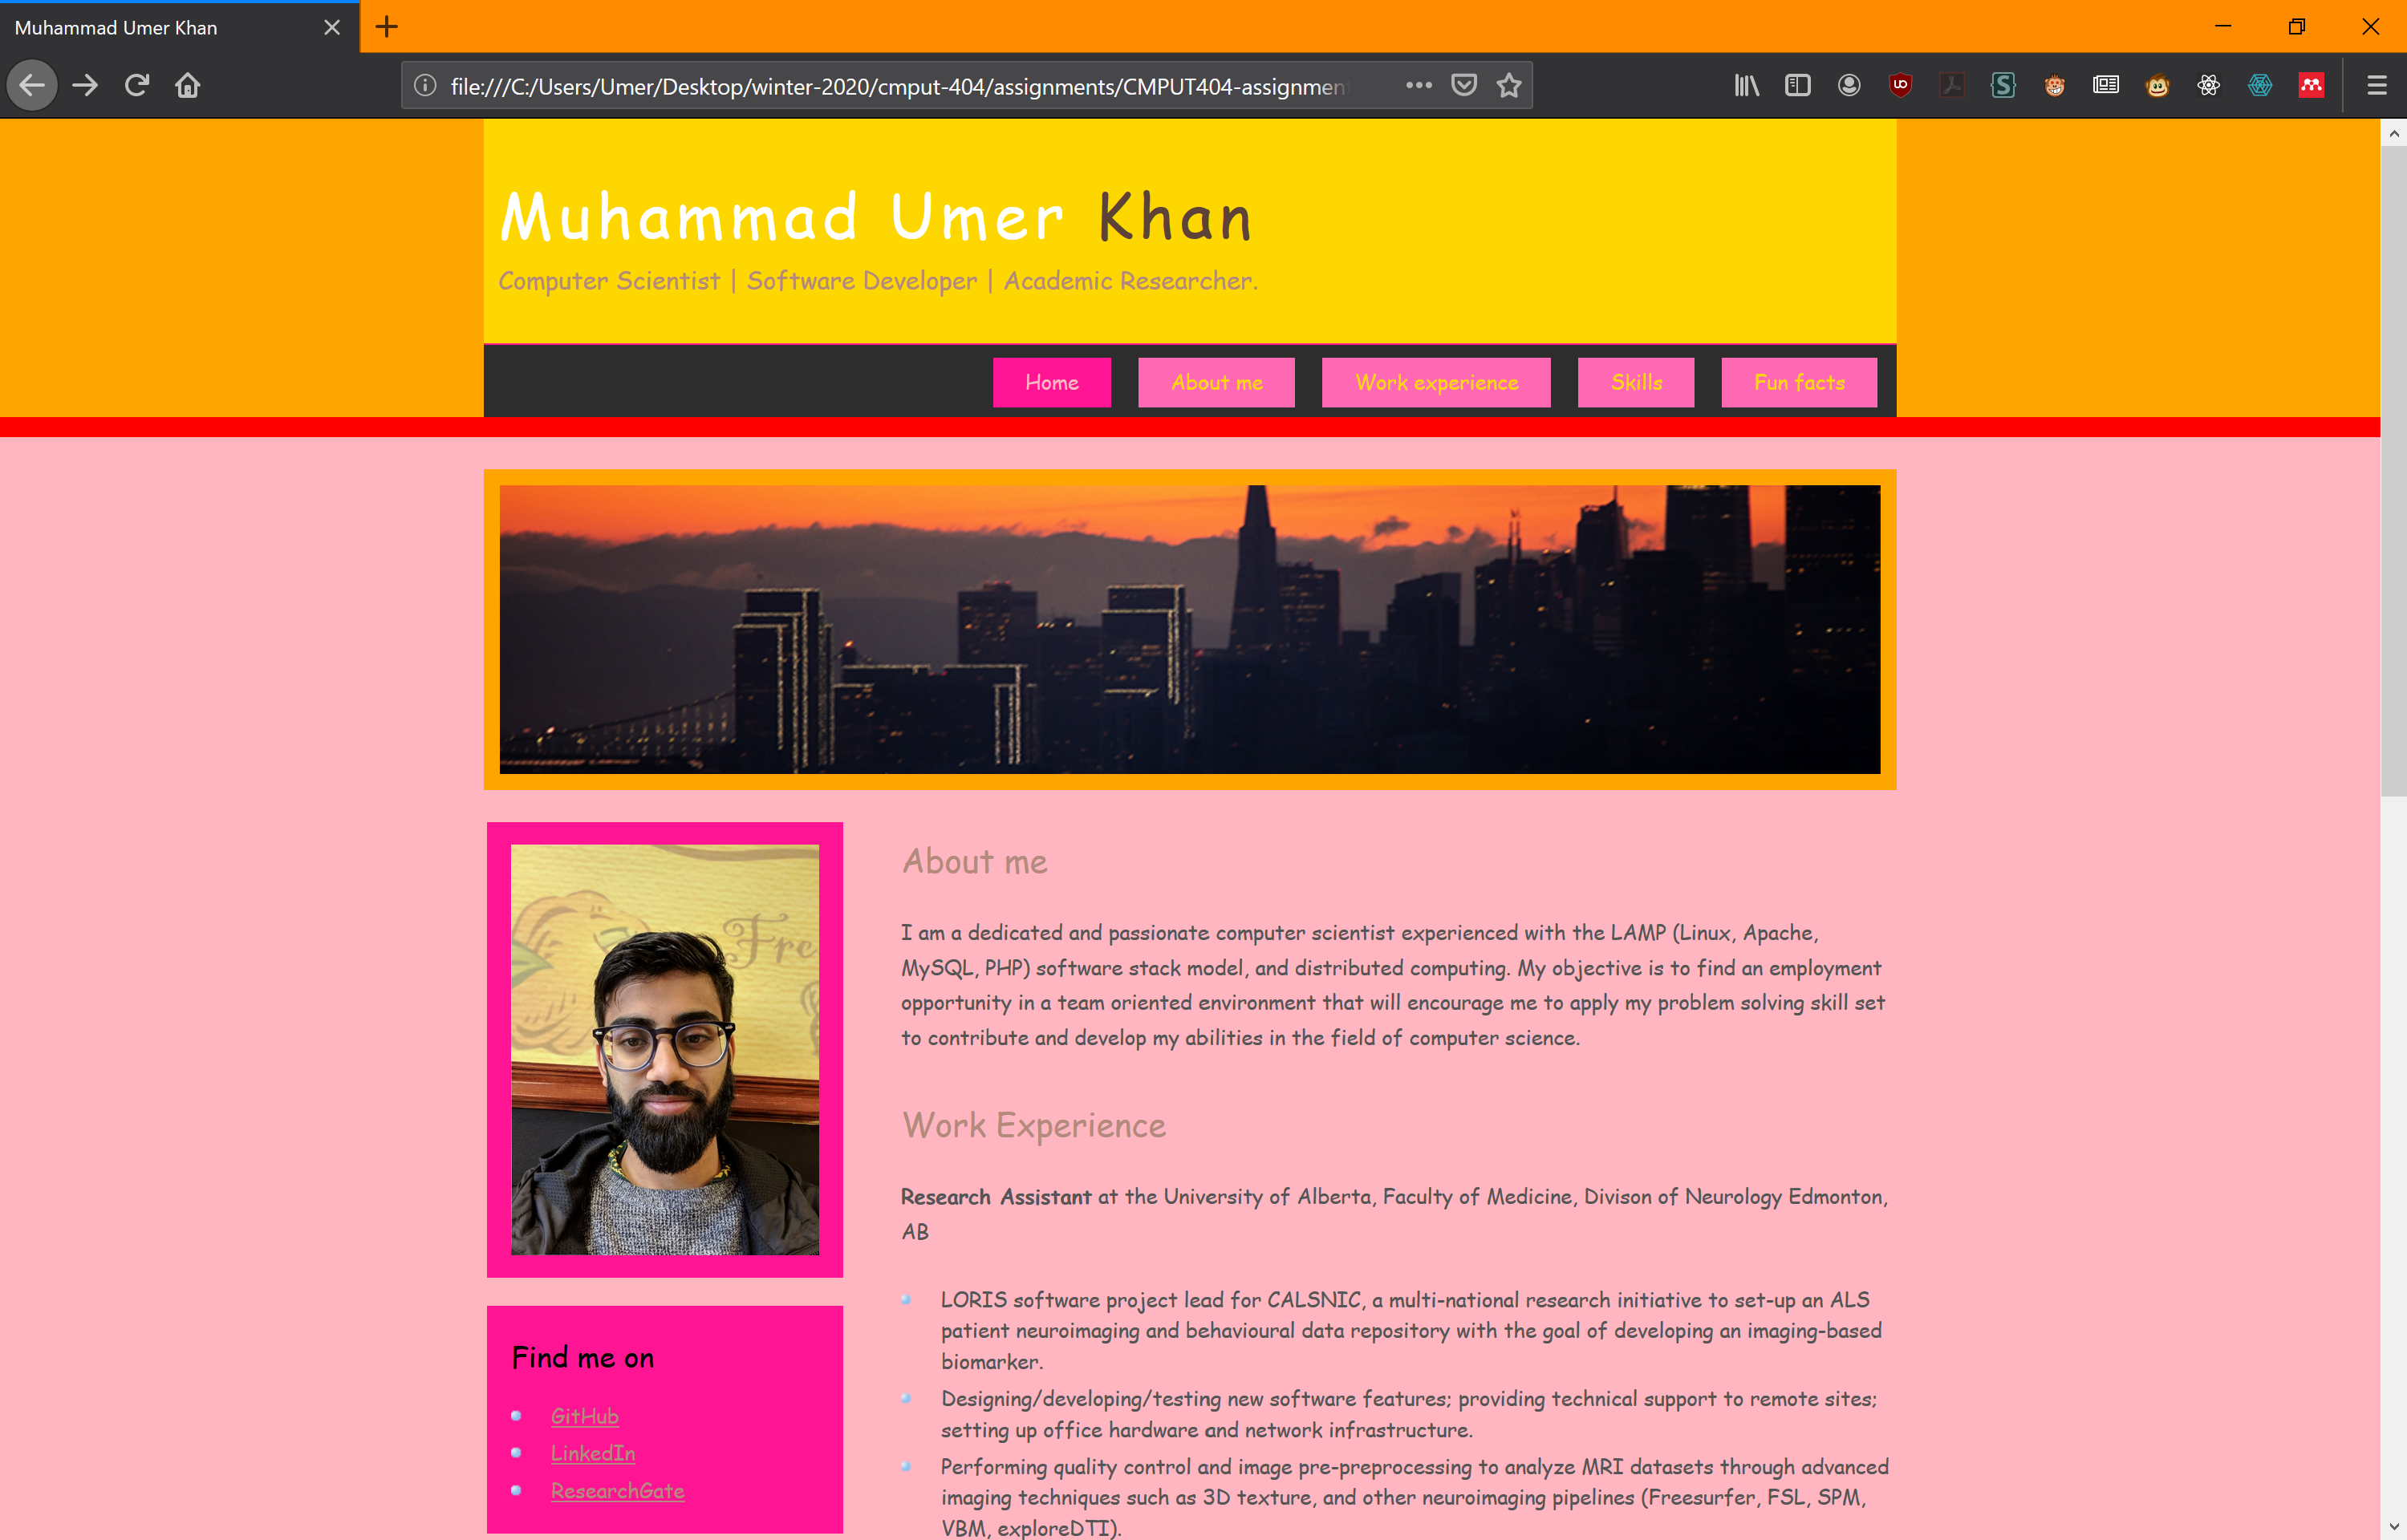 Muhammad Umer Khan
file:///C:/Users/Umer/Desktop/winter-2020/cmput-404/assignments/CMPUT404-assignment
Muhammad Umer Khan
Computer Scientist | Software Developer | Academic Researcher.
Home About me Work experience Skills Fun facts
Fre
About me
I am a dedicated and passionate computer scientist experienced with the LAMP (Linux, Apache,
MySQL, PHP) software stack model, and distributed computing. My objective is to find an employment
opportunity in a team oriented environment that will encourage me to apply my problem solving skill set
to contribute and develop my abilities in the field of computer science.
Work Experience
Research Assistant at the University of Alberta, Faculty of Medicine, Divison of Neurology Edmonton,
AB
LORIS software project lead for CALSNIC, a multi-national research initiative to set-up an ALS
patient neuroimaging and behavioural data repository with the goal of developing an imaging-based
biomarker.
Designing/developing/testing new software features; providing technical support to remote sites;
setting up office hardware and network infrastructure.
Performing quality control and image pre-preprocessing to analyze MRI datasets through advanced
imaging techniques such as 3D texture, and other neuroimaging pipelines (Freesurfer, FSL, SPM,
VBM, exploreDTI).
Find me on
GitHub
LinkedIn
ResearchGate